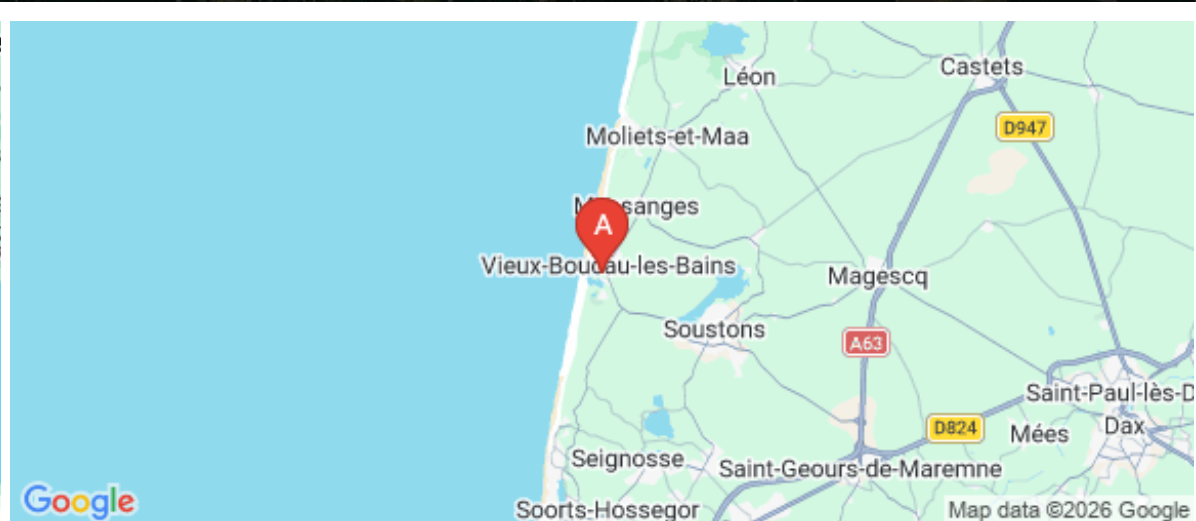 Léon
Castets
D947
Moliets-et-Maa
A
Vieux-Boucau-les-Bains
Magescq
Soustons
A63
Saint-Paul-lès-D
D824
Mées
Dax
Seignosse
Saint-Geours-de-Maremne
Google
Soorts-Hossegor
Map data ©2026 Google